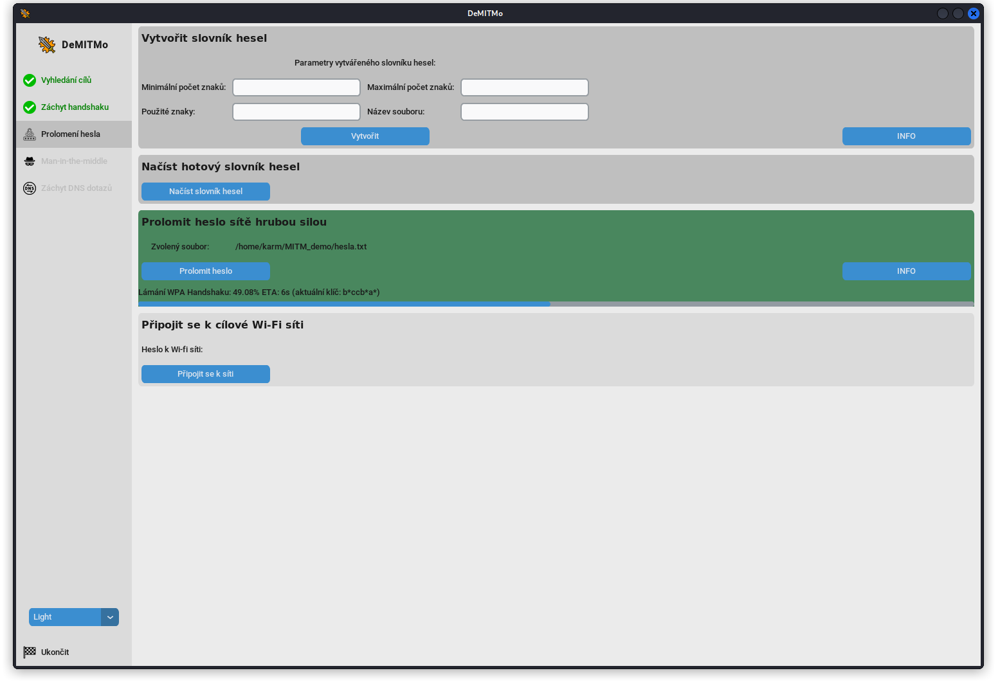 DeMITMo
DeMITMo
Vyhledání cílů
Záchyt handshaku
Prolomení hesla
Man-in-the-middle
DNS
Záchyt DNS dotazů
Light
Ukončit
Vytvořit slovník hesel
Parametry vytvářeného slovníku hesel:
Minimální počet znaků: Maximální počet znaků:
Použité znaky: Název souboru:
Vytvořit INFO
Načíst hotový slovník hesel
Načíst slovník hesel
Prolomit heslo sítě hrubou silou
Zvolený soubor: /home/karm/MITM_demo/hesla.txt
Prolomit heslo INFO
Lámání WPA Handshaku: 49.08% ETA: 6s (aktuální klíč: b*ccb*a*)
Připojit se k cílové Wi-Fi síti
Heslo k Wi-fi síti:
Připojit se k síti